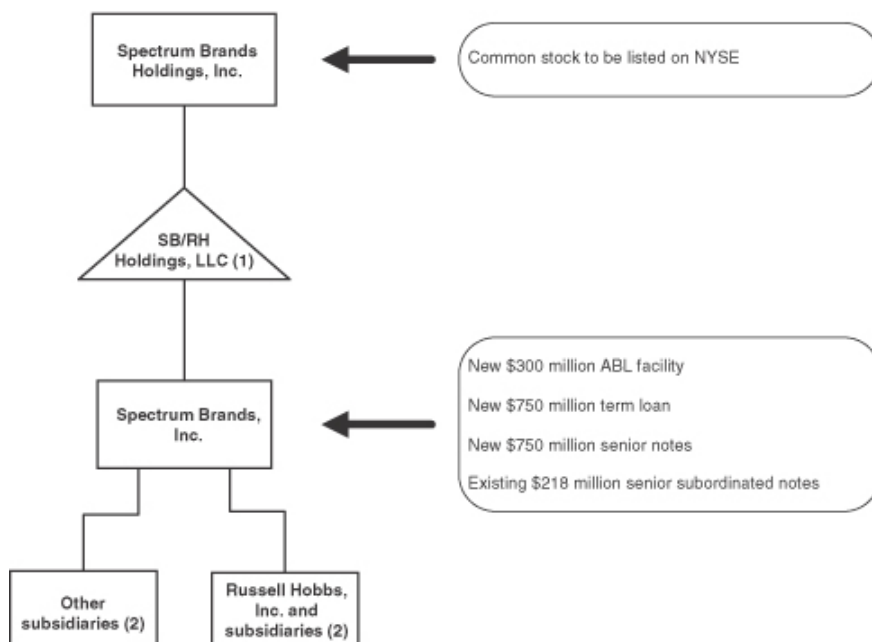 Spectrum Brands
Holdings, Inc.
Common stock to be listed on NYSE
SB/RH
Holdings, LLC (1)
New $300 million ABL facility
New $750 million term loan
New $750 million senior notes
Existing $218 million senior subordinated notes
Spectrum Brands,
Inc.
Other
subsidiaries (2)
Russell Hobbs,
Inc. and
subsidiaries (2)